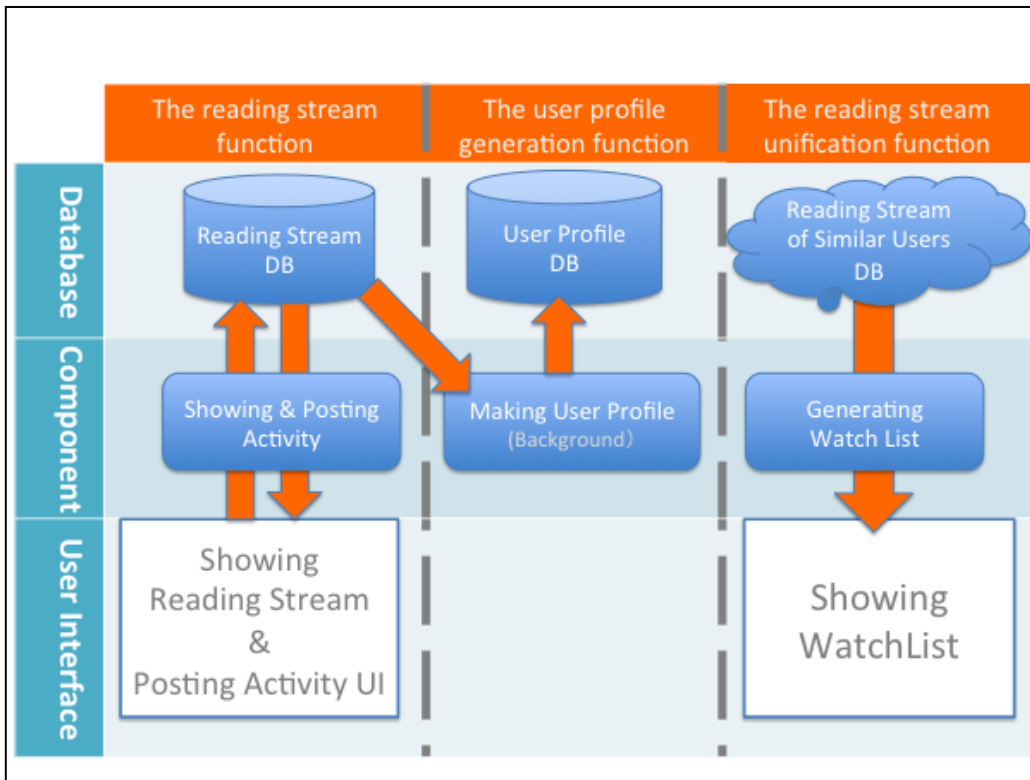 The reading stream
function
The user profile
generation function
The reading stream
unification function
Database
Reading Stream
DB
User Profile
DB
Reading Stream
of Similar Users
DB
Component
Showing & Posting
Activity
Making User Profile
(Background）
Generating
Watch List
User Interface
Showing
Reading Stream
&
Posting Activity UI
Showing
WatchList